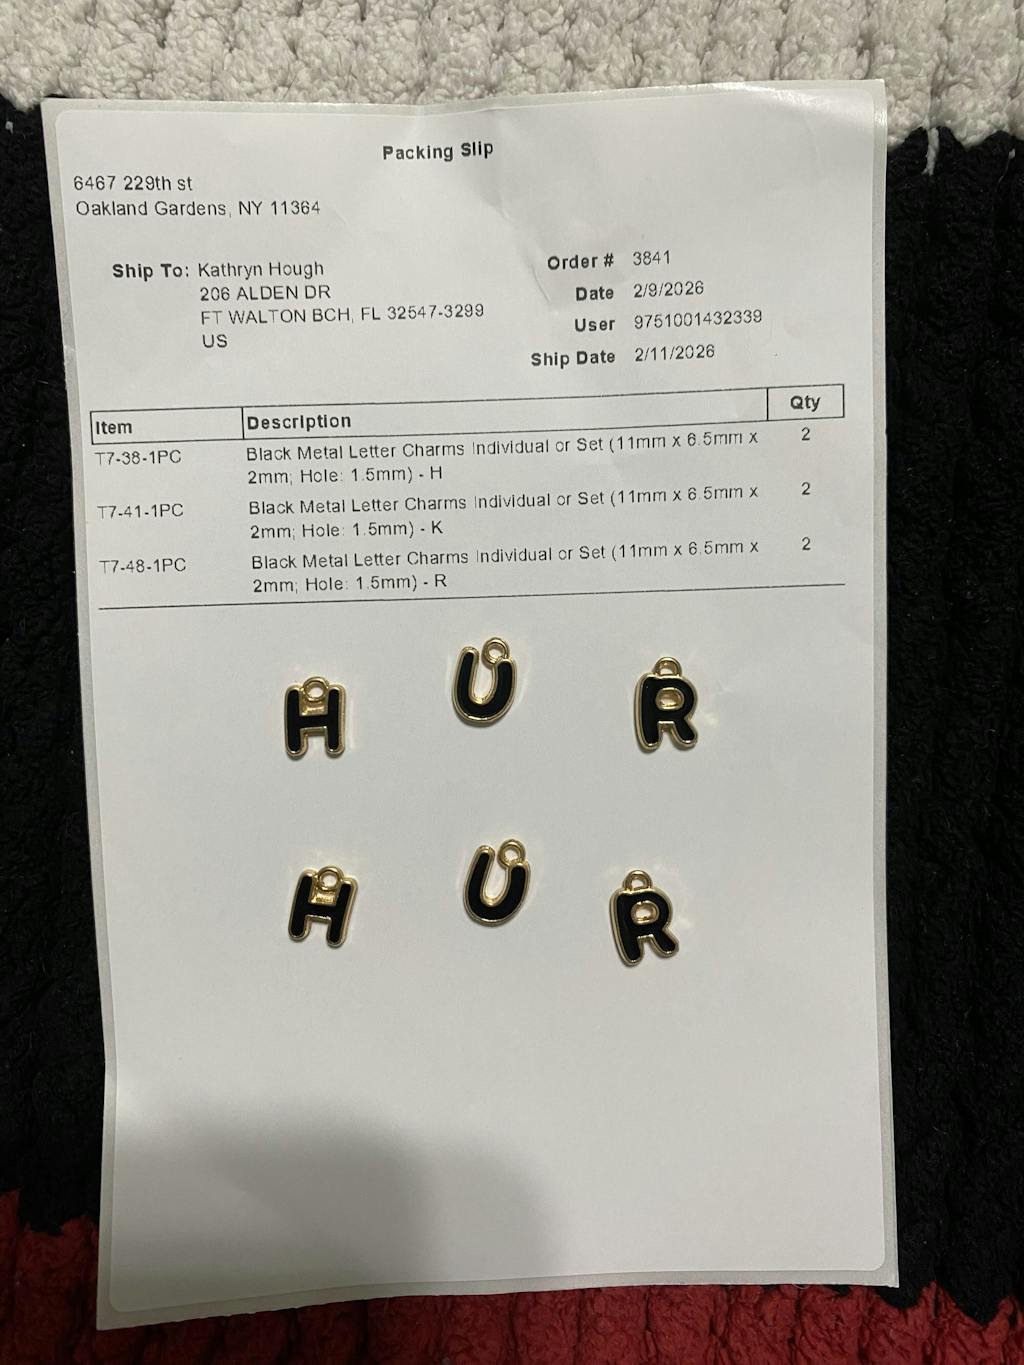 Packing Slip
6467 229th st
Oakland Gardens, NY 11364
Ship To: Kathryn Hough
206 ALDEN DR
FT WALTON BCH, FL 32547-3299
US
Order # 3841
Date 2/9/2026
User 9751001432339
Ship Date 2/11/2026
Item Description Qty
T7-38-1PC Black Metal Letter Charms Individual or Set (11mm x 6.5mm x 2
2mm; Hole: 1.5mm) - H
T7-41-1PC Black Metal Letter Charms Individual or Set (11mm x 6.5mm x 2
2mm; Hole: 1.5mm) - K
T7-48-1PC Black Metal Letter Charms Individual or Set (11mm x 6.5mm x 2
2mm; Hole: 1.5mm) - R
H U R
H U R